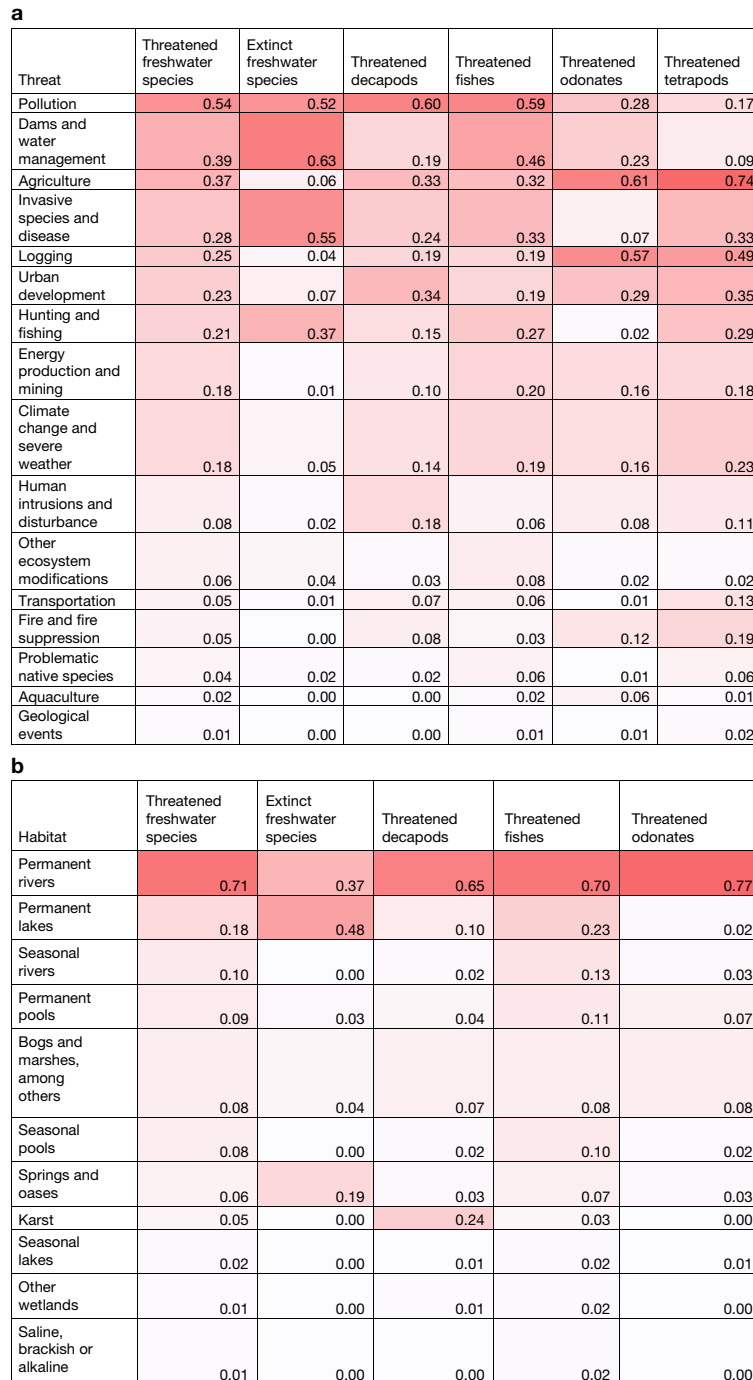 a
Threat
Threatened
freshwater
species
Extinct
freshwater
species
Threatened
decapods
Threatened
fishes
Threatened
odonates
Threatened
tetrapods
Pollution 0.54 0.52 0.60 0.59 0.28 0.17
Dams and
water
management 0.39 0.63 0.19 0.46 0.23 0.09
Agriculture 0.37 0.06 0.33 0.32 0.61 0.74
Invasive
species and
disease 0.28 0.55 0.24 0.33 0.07 0.33
Logging 0.25 0.04 0.19 0.19 0.57 0.49
Urban
development 0.23 0.07 0.34 0.19 0.29 0.35
Hunting and
fishing 0.21 0.37 0.15 0.27 0.02 0.29
Energy
production and
mining 0.18 0.01 0.10 0.20 0.16 0.18
Climate
change and
severe
weather 0.18 0.05 0.14 0.19 0.16 0.23
Human
intrusions and
disturbance 0.08 0.02 0.18 0.06 0.08 0.11
Other
ecosystem
modifications 0.06 0.04 0.03 0.08 0.02 0.02
Transportation 0.05 0.01 0.07 0.06 0.01 0.13
Fire and fire
suppression 0.05 0.00 0.08 0.03 0.12 0.19
Problematic
native species 0.04 0.02 0.02 0.06 0.01 0.06
Aquaculture 0.02 0.00 0.00 0.02 0.06 0.01
Geological
events 0.01 0.00 0.00 0.01 0.01 0.02
b
Habitat
Threatened
freshwater
species
Extinct
freshwater
species
Threatened
decapods
Threatened
fishes
Threatened
odonates
Permanent
rivers 0.71 0.37 0.65 0.70 0.77
Permanent
lakes 0.18 0.48 0.10 0.23 0.02
Seasonal
rivers 0.10 0.00 0.02 0.13 0.03
Permanent
pools 0.09 0.03 0.04 0.11 0.07
Bogs and
marshes,
among
others 0.08 0.04 0.07 0.08 0.08
Seasonal
pools 0.08 0.00 0.02 0.10 0.02
Springs and
oases 0.06 0.19 0.03 0.07 0.03
Karst 0.05 0.00 0.24 0.03 0.00
Seasonal
lakes 0.02 0.00 0.01 0.02 0.01
Other
wetlands 0.01 0.00 0.01 0.02 0.00
Saline,
brackish or
alkaline 0.01 0.00 0.00 0.02 0.00